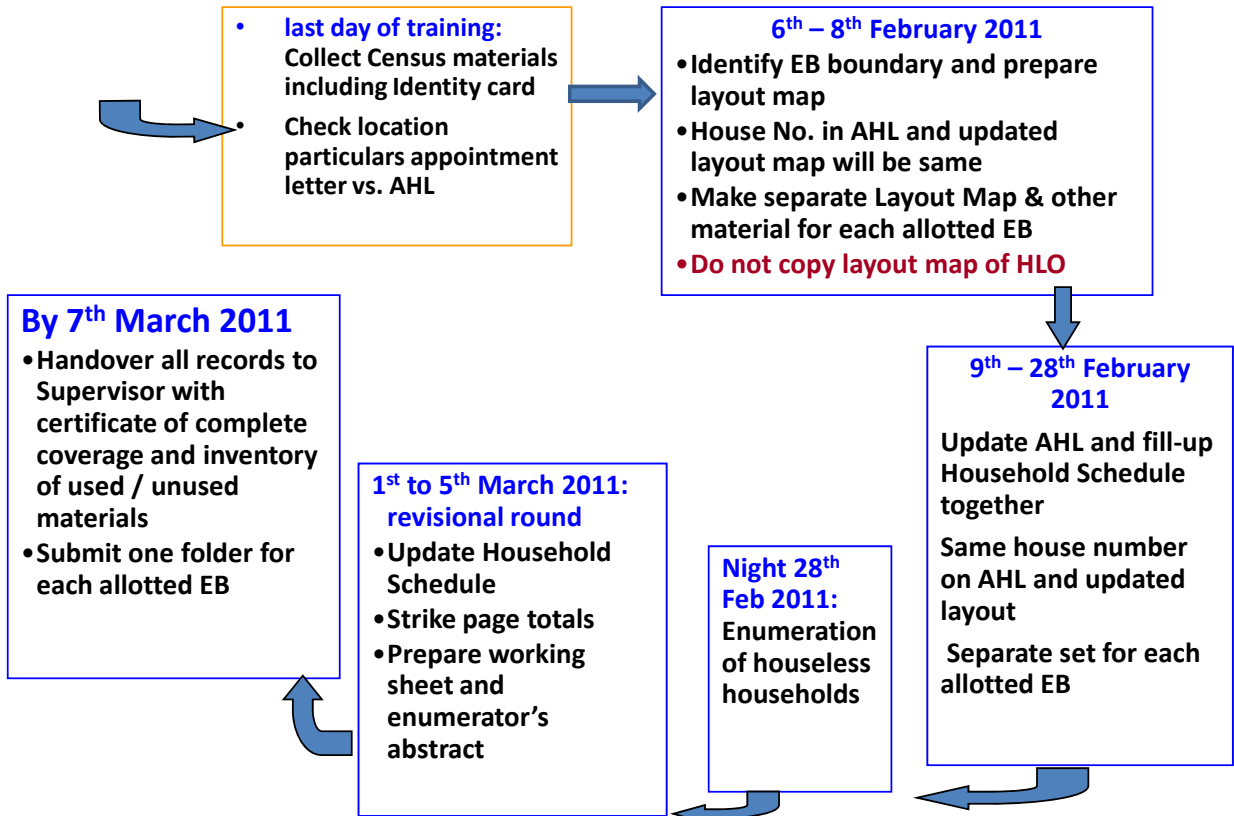 • last day of training:
Collect Census materials
including Identity card
• Check location
particulars appointment
letter vs. AHL
6th – 8th February 2011
•Identify EB boundary and prepare
layout map
•House No. in AHL and updated
layout map will be same
•Make separate Layout Map & other
material for each allotted EB
•Do not copy layout map of HLO
9th – 28th February
2011
Update AHL and fill-up
Household Schedule
together
Same house number
on AHL and updated
layout
Separate set for each
allotted EB
Night 28th
Feb 2011:
Enumeration
of houseless
households
1st to 5th March 2011:
revisional round
•Update Household
Schedule
•Strike page totals
•Prepare working
sheet and
enumerator’s
abstract
By 7th March 2011
•Handover all records to
Supervisor with
certificate of complete
coverage and inventory
of used / unused
materials
•Submit one folder for
each allotted EB